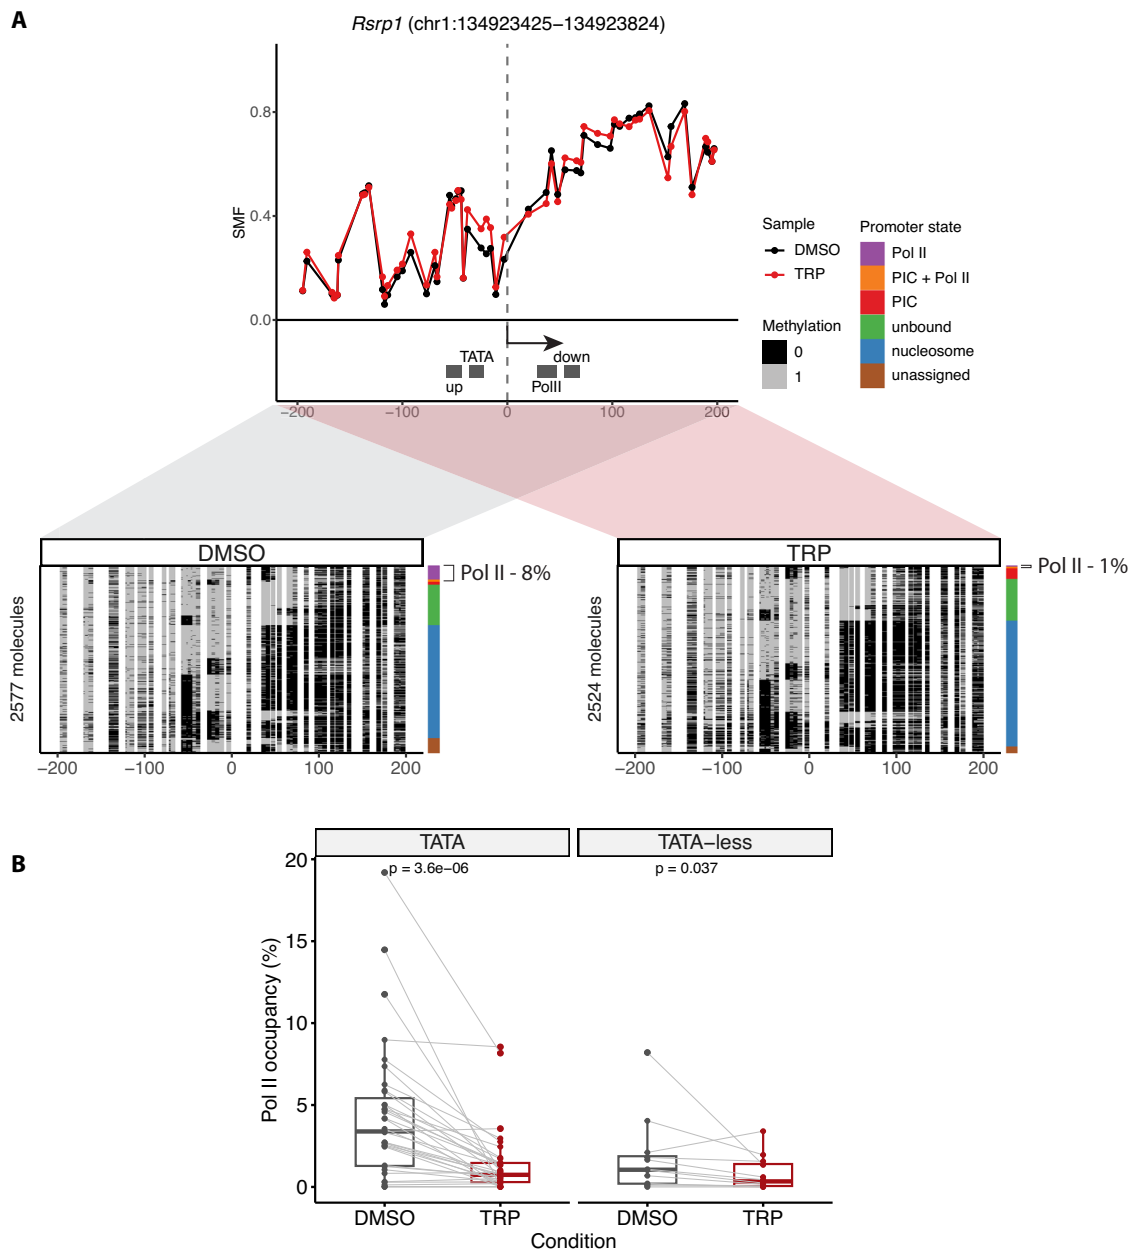 A
Rsrp1 (chr1:134923425−134923824)
0.8
0.4
0.0
SMF
TATA
down
up
PolII
−200
−100
0
100
200
Sample
DMSO
TRP
Methylation
0
1
Promoter state
Pol II
PIC + Pol II
PIC
unbound
nucleosome
unassigned
DMSO
2577 molecules
Pol II - 8%
−200
−100
0
100
200
TRP
2524 molecules
Pol II - 1%
−200
−100
0
100
200
B
TATA
TATA−less
p = 3.6e−06
p = 0.037
20
15
10
5
0
Pol II occupancy (%)
DMSO
TRP
DMSO
TRP
Condition